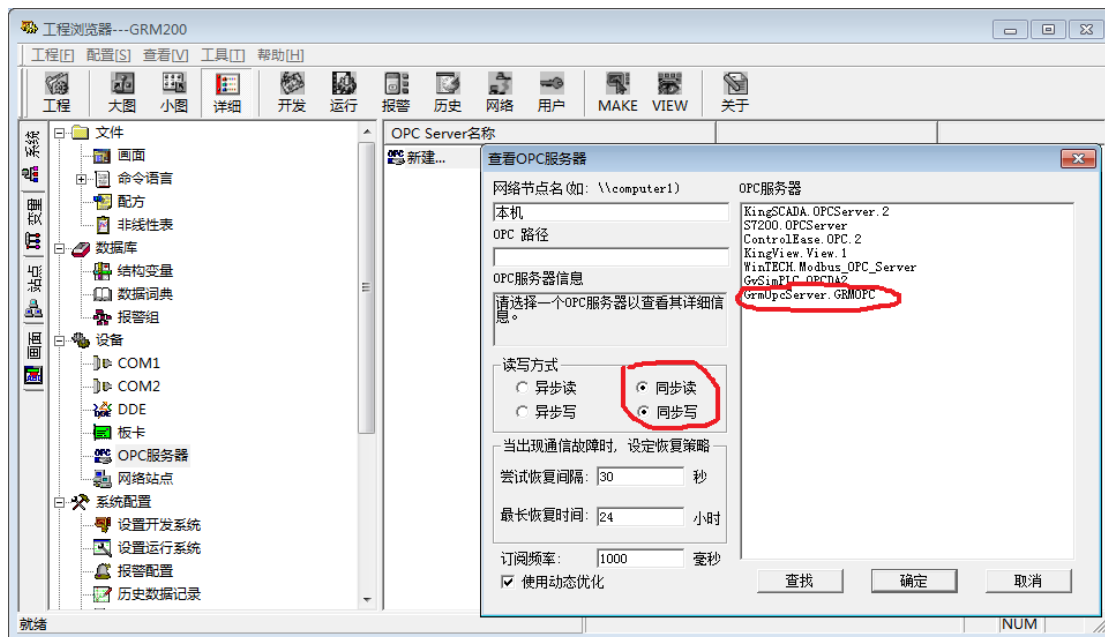 工程浏览器---GRM200
工程[F] 配置[S] 查看[V] 工具[T] 帮助[H]
工程 大图 小图 详细 开发 运行 报警 历史 网络 用户 MAKE VIEW 关于
系统
变量
站点
画面
文件
画面
命令语言
配方
非线性表
数据库
结构变量
数据词典
报警组
设备
COM1
COM2
DDE
板卡
OPC服务器
网络站点
系统配置
设置开发系统
设置运行系统
报警配置
历史数据记录
OPC Server名称
新建...
查看OPC服务器
网络节点名(如: \\computer1)
本机
OPC 路径
OPC服务器信息
请选择一个OPC服务器以查看其详细信
息。
读写方式
异步读 同步读
异步写 同步写
当出现通信故障时, 设定恢复策略
尝试恢复间隔: 30 秒
最长恢复时间: 24 小时
订阅频率: 1000 毫秒
使用动态优化
OPC服务器
KingSCADA.OPCServer.2
S7200.OPCServer
ControlEase.OPC.2
KingView.View.1
WinTECH.Modbus_OPC_Server
GvSimPLC.OPCDA2
GrmOpcServer.GRMOPC
查找 确定 取消
就绪
NUM